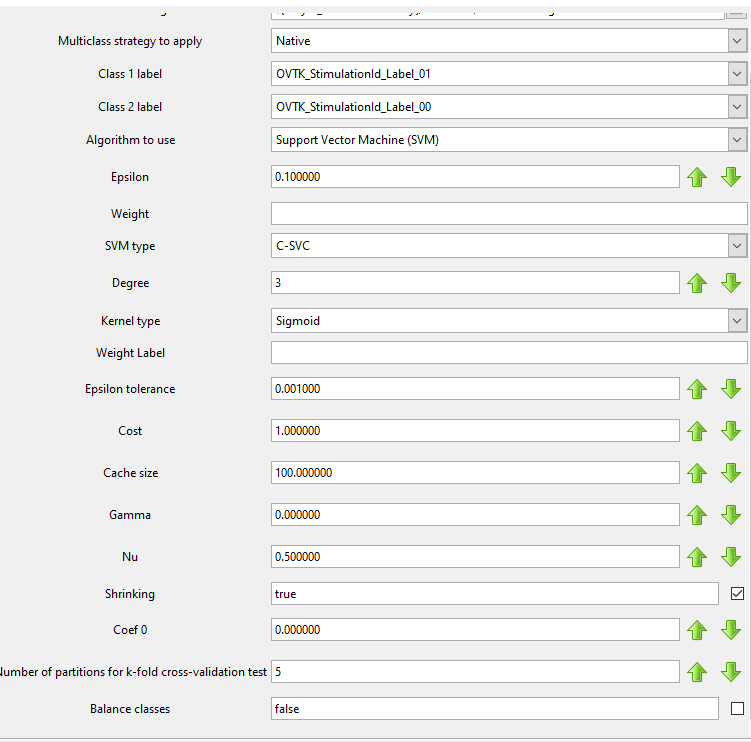 Multiclass strategy to apply Native
Class 1 label OVTK_StimulationId_Label_01
Class 2 label OVTK_StimulationId_Label_00
Algorithm to use Support Vector Machine (SVM)
Epsilon 0.100000
Weight
SVM type C-SVC
Degree 3
Kernel type Sigmoid
Weight Label
Epsilon tolerance 0.001000
Cost 1.000000
Cache size 100.000000
Gamma 0.000000
Nu 0.500000
Shrinking true
Coef 0 0.000000
Number of partitions for k-fold cross-validation test 5
Balance classes false